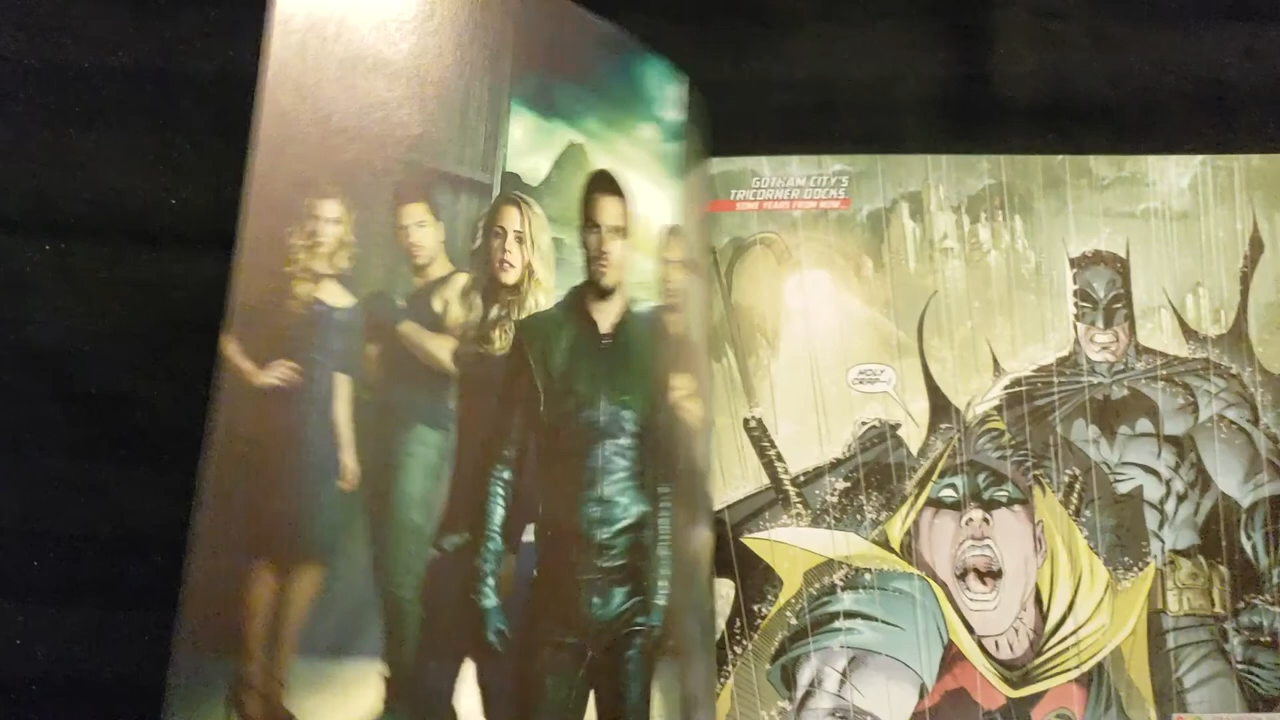 GOTHAM CITY'S
TRICORNER DOCKS.
SOME YEARS FROM NOW...
HOLY
CRAP--!